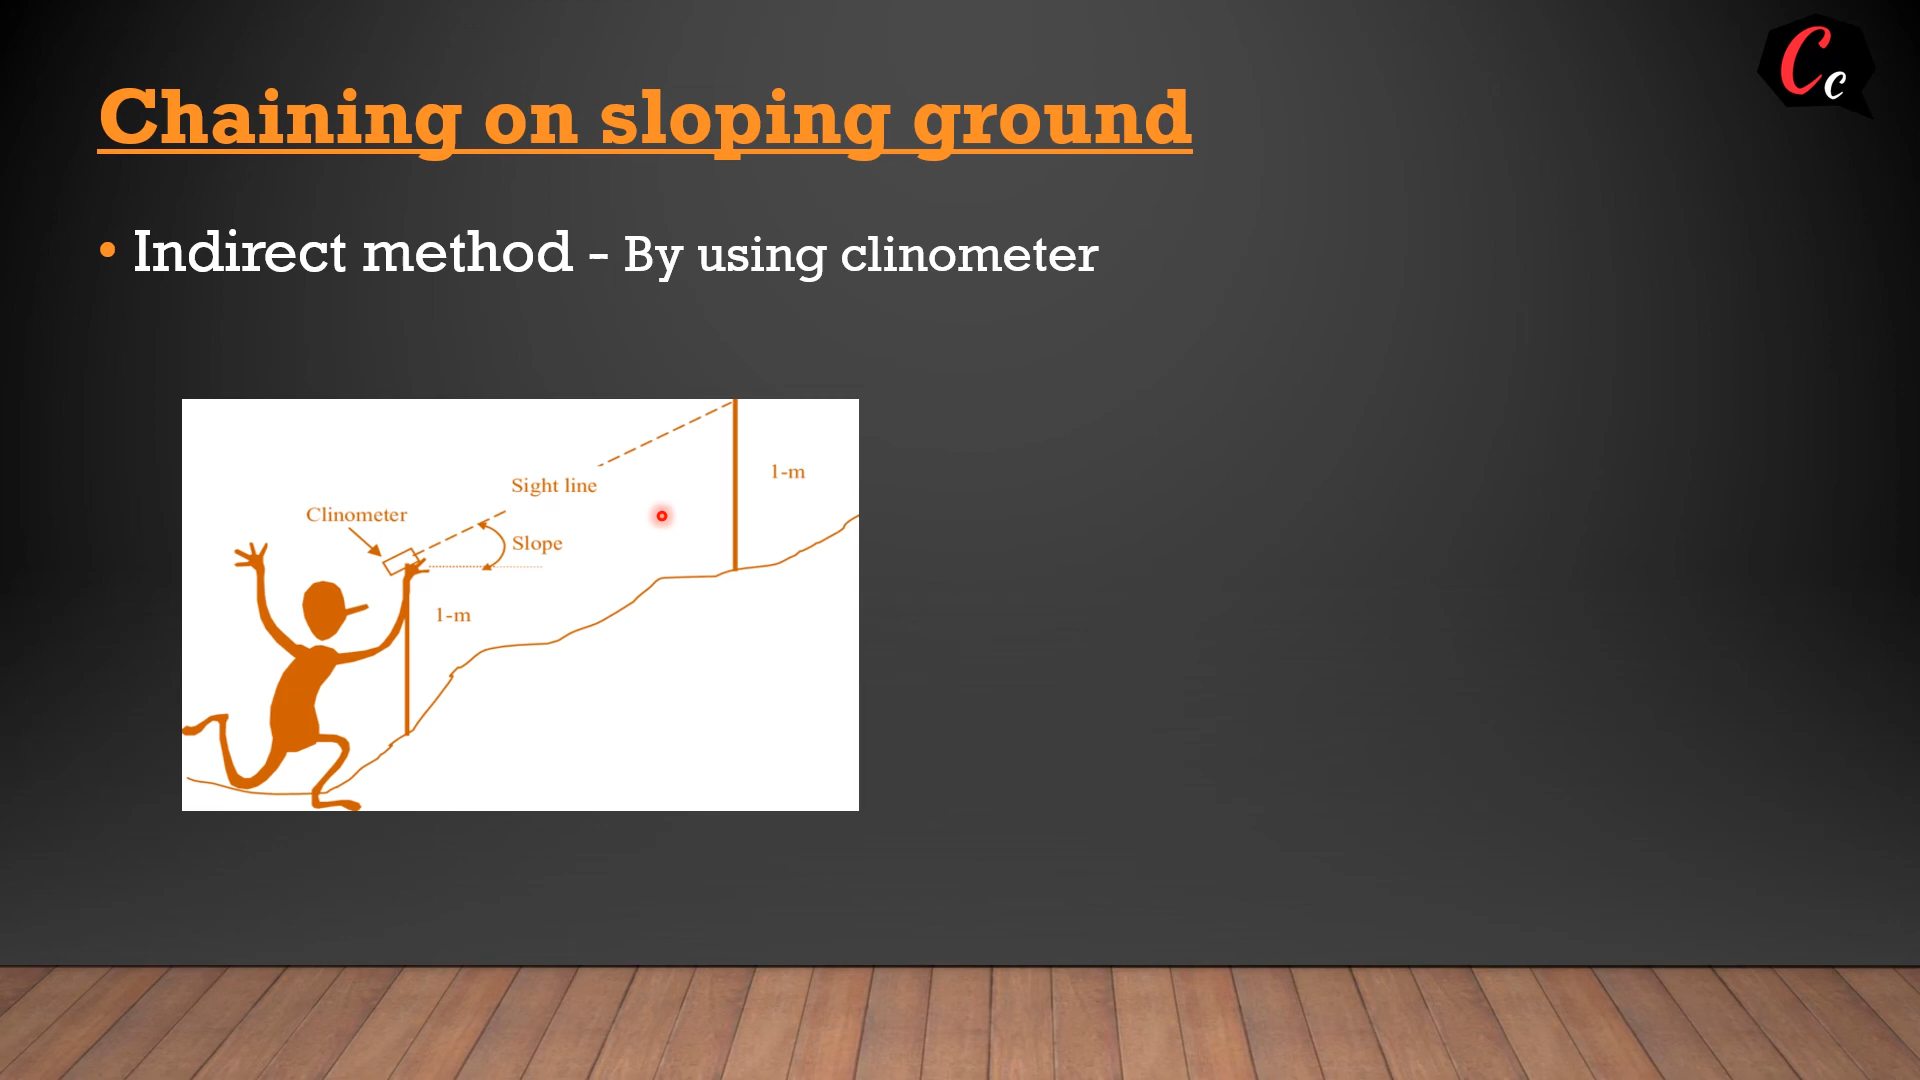 Cc
Chaining on sloping ground
• Indirect method - By using clinometer
1-m
Sight line
Clinometer
Slope
1-m